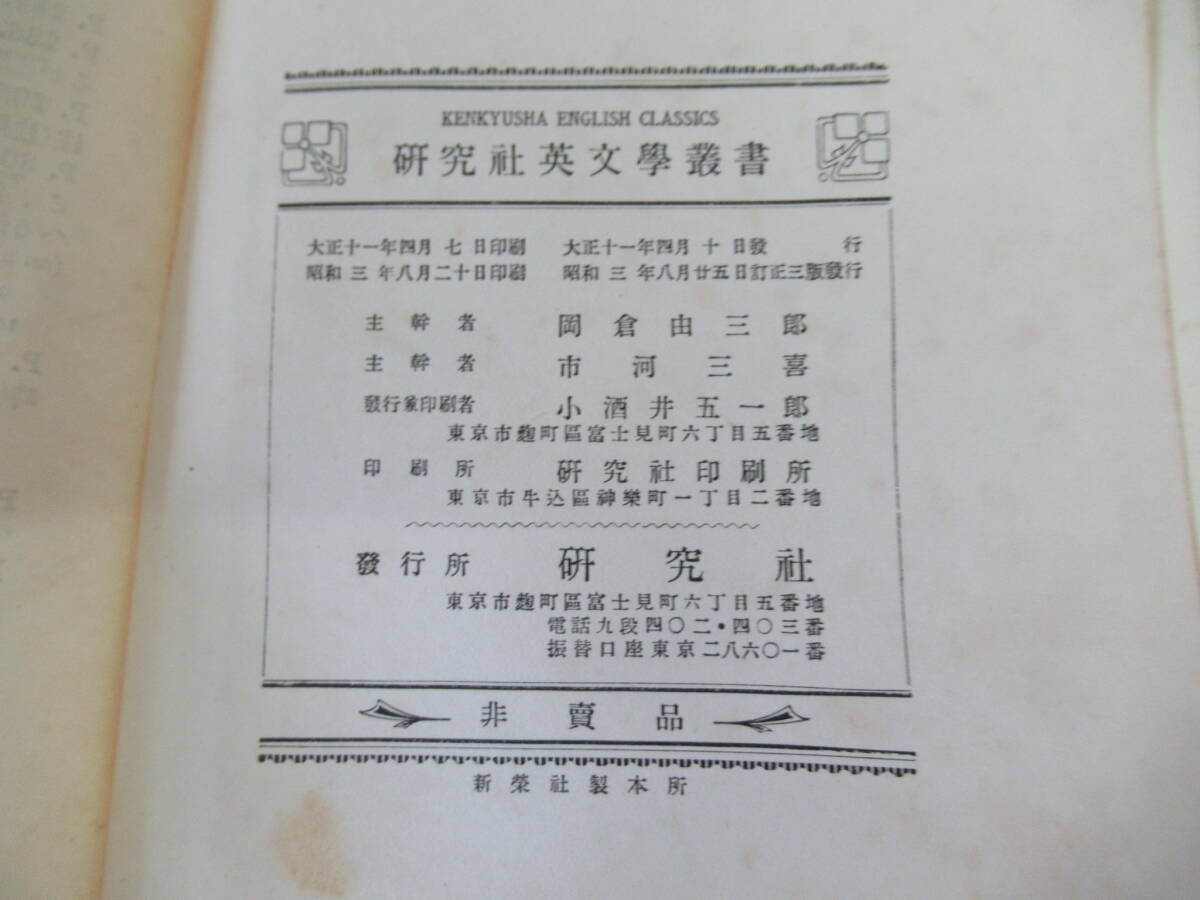 KENKYUSHA ENGLISH CLASSICS
研究社英文學叢書
大正十一年四月 七 日印刷 大正十一年四月 十 日發 行
昭和 三 年八月二十日印刷 昭和 三 年八月廿五日訂正三版發行
主幹者 岡倉由三郎
主幹者 市河三喜
發行兼印刷者 小酒井五一郎
東京市麹町區富士見町六丁目五番地
印刷所 研究社印刷所
東京市牛込區神樂町一丁目二番地
發行所 研究社
東京市麹町區富士見町六丁目五番地
電話九段四〇二・四〇三番
振替口座東京二八六〇一番
非賣品
新榮社製本所